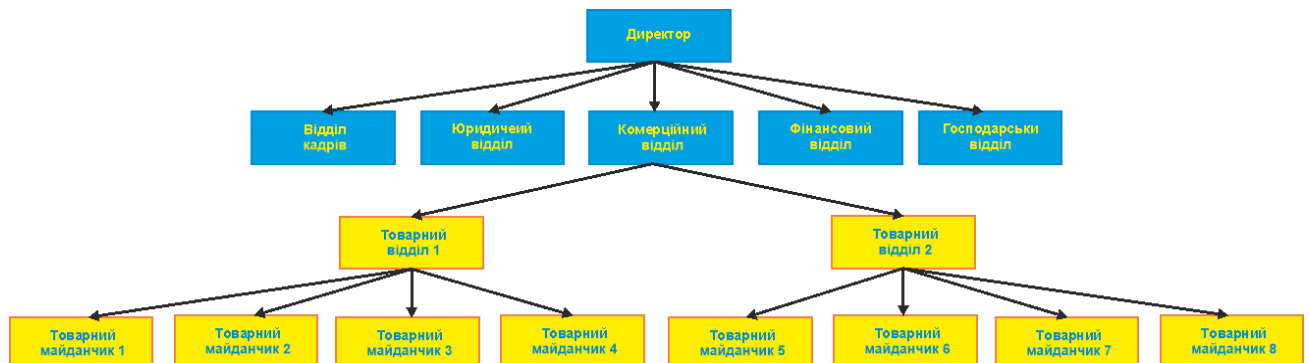 Директор
Відділ
кадрів
Юридичеий
відділ
Комерційний
відділ
Фінансовий
відділ
Господарськи
відділ
Товарний
відділ 1
Товарний
відділ 2
Товарний
майданчик 1
Товарний
майданчик 2
Товарний
майданчик 3
Товарний
майданчик 4
Товарний
майданчик 5
Товарний
майданчик 6
Товарний
майданчик 7
Товарний
майданчик 8